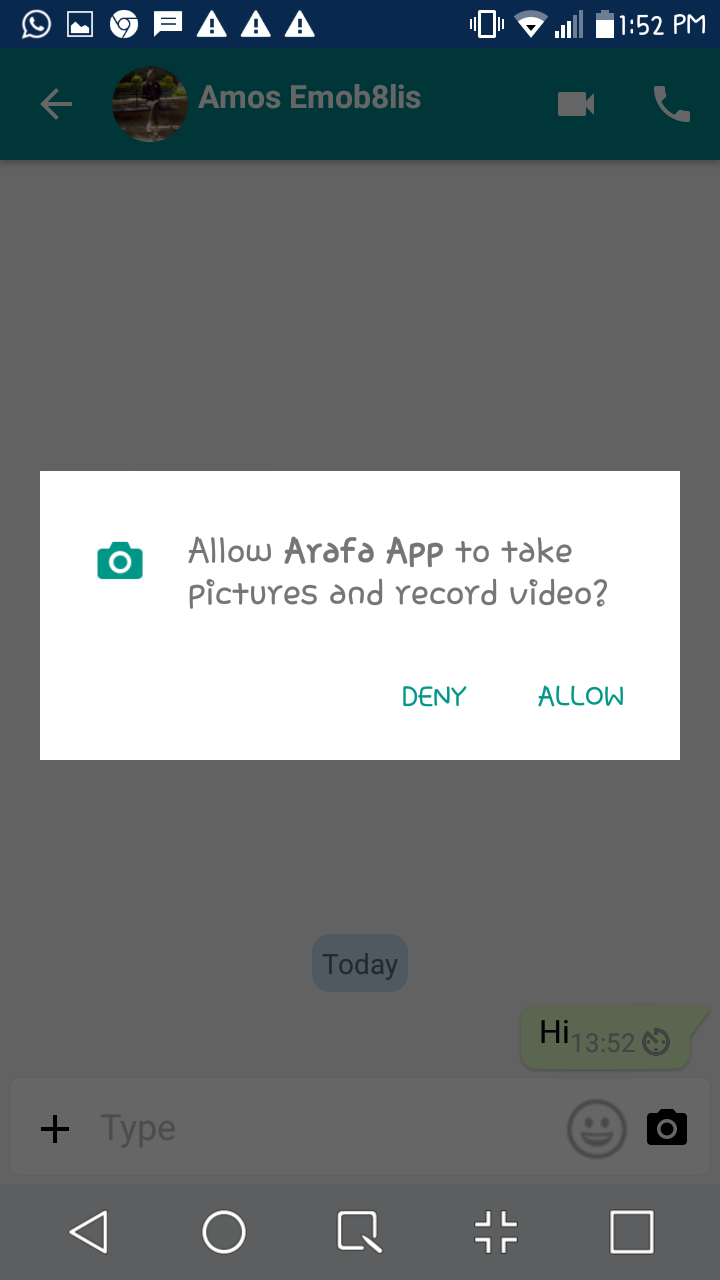 1:52 PM
Amos Emob8lis
Allow Arafa App to take
pictures and record video?
DENY ALLOW
Today
Hi 13:52
Type